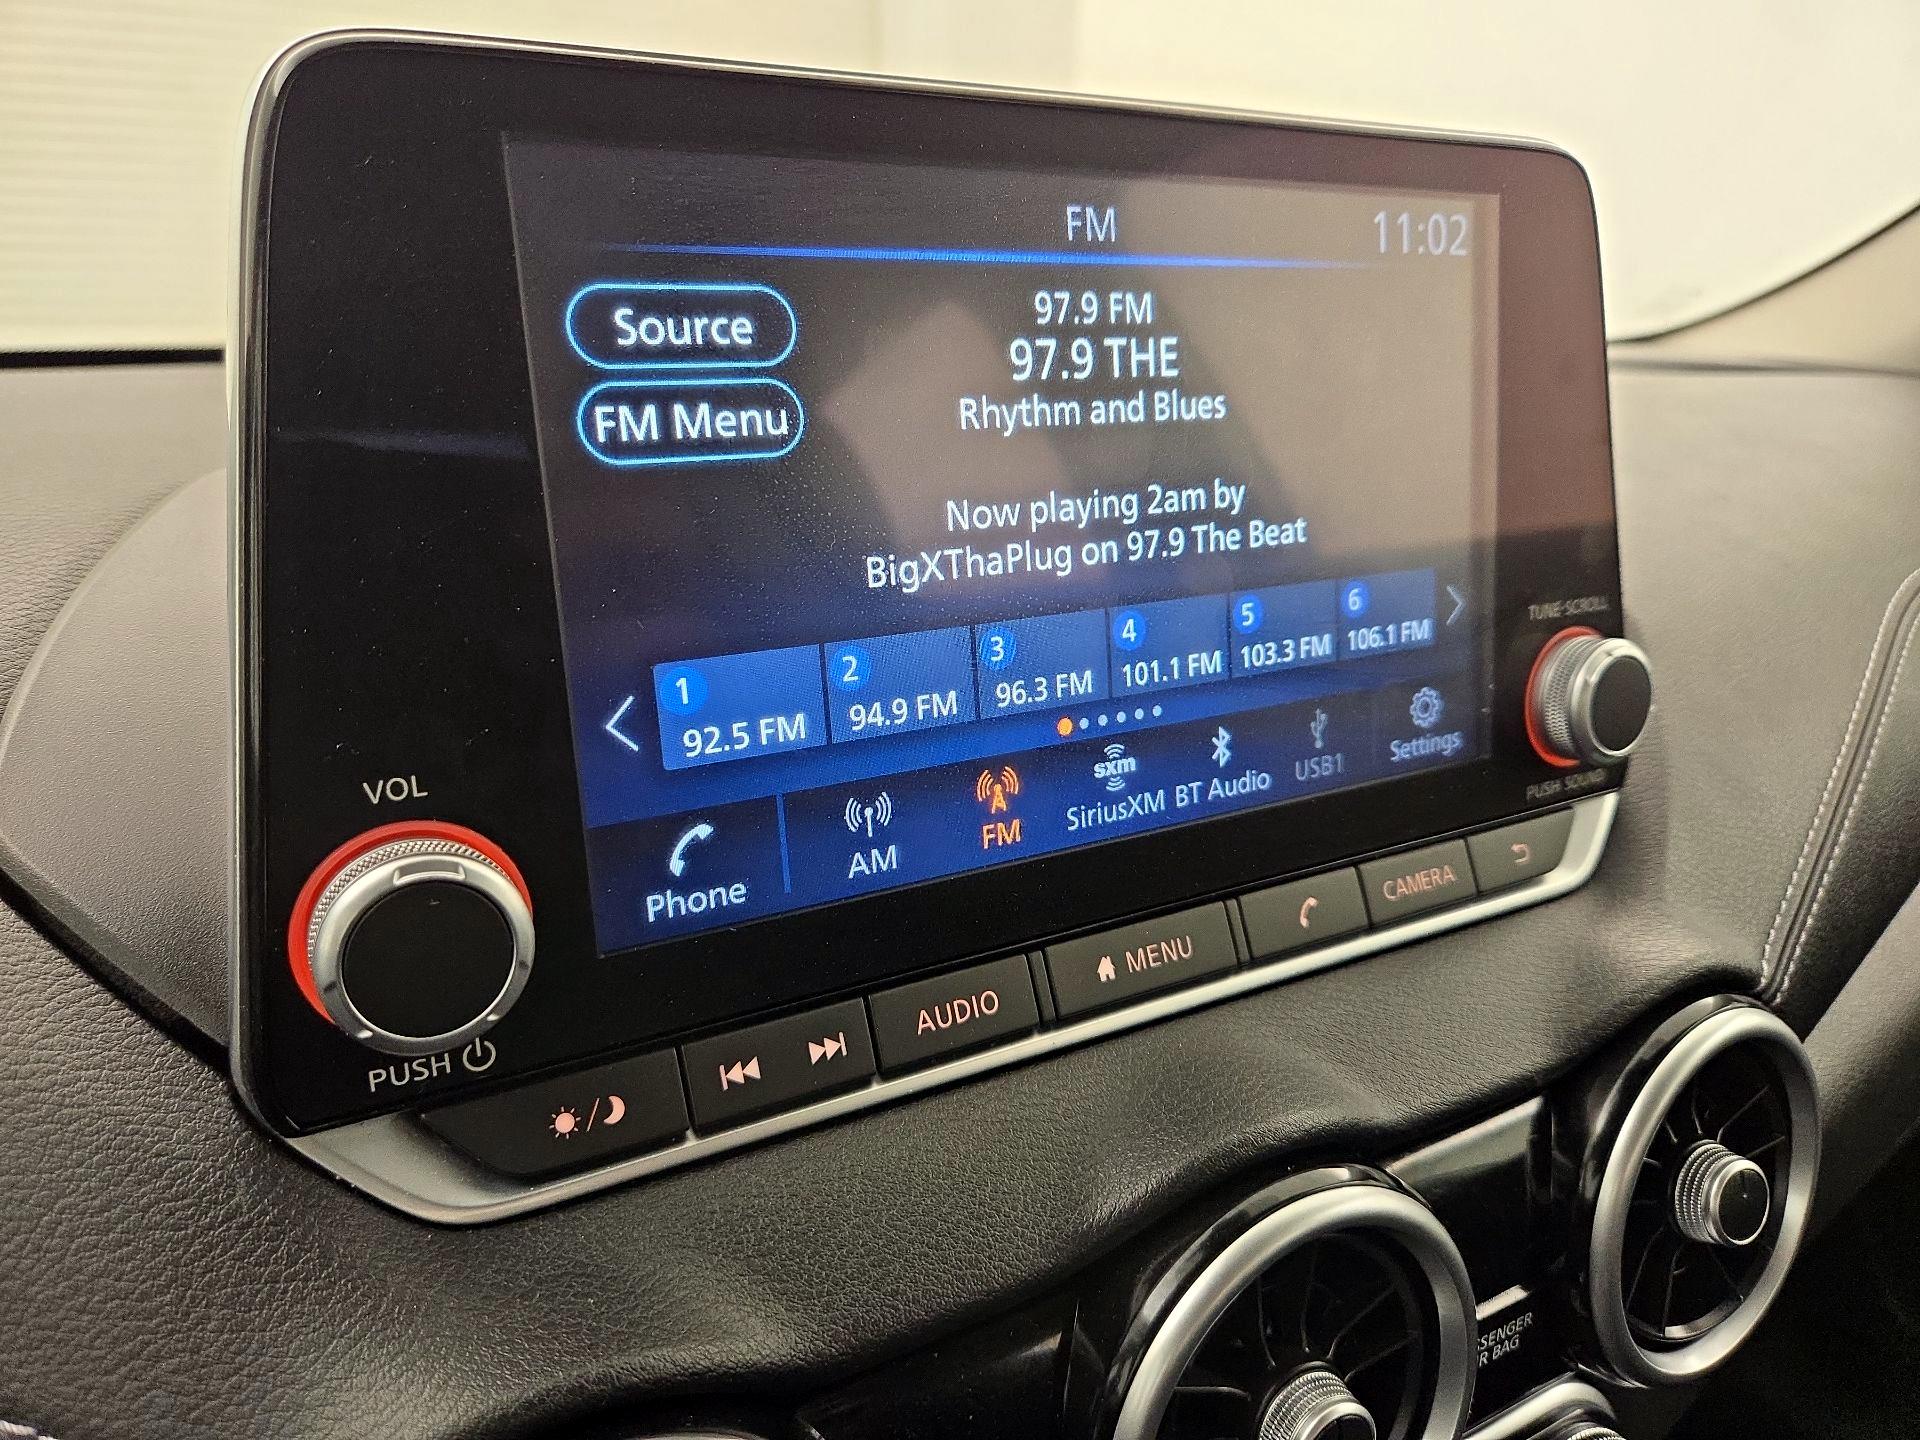 FM
11:02
Source
FM Menu
97.9 FM
97.9 THE
Rhythm and Blues
Now playing 2am by
BigXThaPlug on 97.9 The Beat
1
92.5 FM
2
94.9 FM
3
96.3 FM
4
101.1 FM
5
103.3 FM
6
106.1 FM
Phone
AM
FM
sxm
SiriusXM
BT Audio
USB1
Settings
VOL
PUSH
TUNE·SCROLL
PUSH SOUND
AUDIO
MENU
CAMERA
SSENGER
R BAG